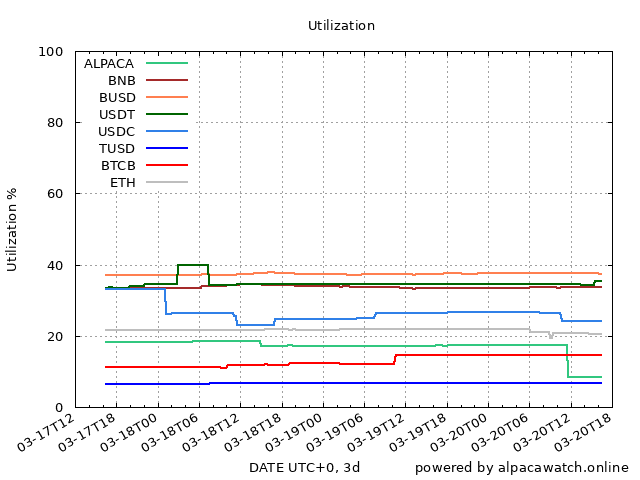 Utilization
100
80
60
40
20
0
Utilization %
ALPACA
BNB
BUSD
USDT
USDC
TUSD
BTCB
ETH
03-17T12
03-17T18
03-18T00
03-18T06
03-18T12
03-18T18
03-19T00
03-19T06
03-19T12
03-19T18
03-20T00
03-20T06
03-20T12
03-20T18
DATE UTC+0, 3d
powered by alpacawatch.online